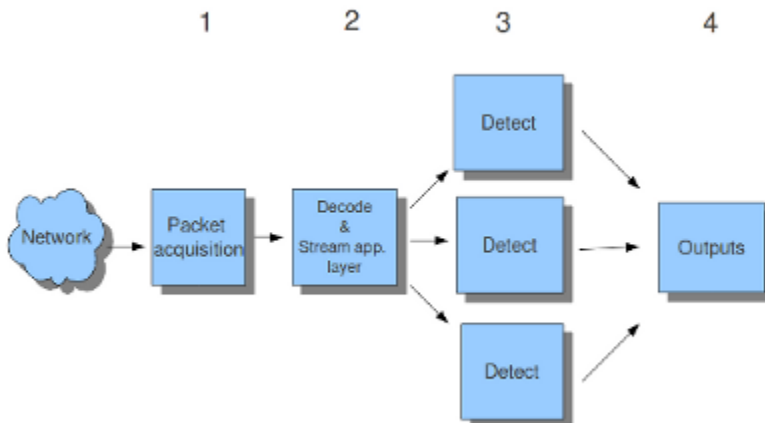 1
2
3
4
Network
Packet
acquisition
Decode
&
Stream app.
layer
Detect
Detect
Detect
Outputs